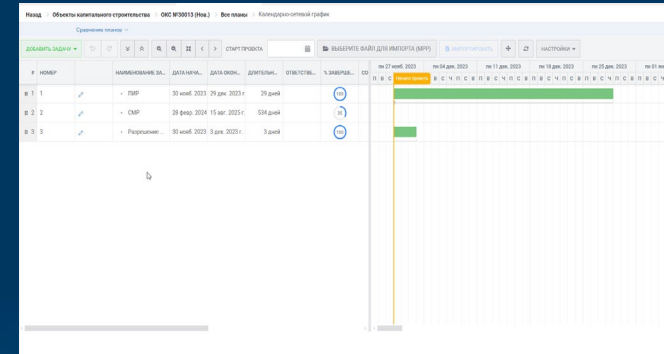 Назад > Объекты капитального строительства > ОКС №30013 (Нов.) > Все планы > Календарно-сетевой график
Сравнение планов
ДОБАВИТЬ ЗАДАЧУ СТАРТ ПРОЕКТА ВЫБЕРИТЕ ФАЙЛ ДЛЯ ИМПОРТА (MPP) ИМПОРТИРОВАТЬ НАСТРОЙКИ
# НОМЕР НАИМЕНОВАНИЕ ЗА... ДАТА НАЧА... ДАТА ОКОН... ДЛИТЕЛЬН... ОТВЕТСТВЕ... % ЗАВЕРШЕ... СО
пн 27 нояб. 2023 пн 04 дек. 2023 пн 11 дек. 2023 пн 18 дек. 2023 пн 25 дек. 2023 пн 01 ян
П В С Начало проекта В С Ч П С В П В С Ч П С В П В С Ч П С В П В С Ч П С В П В С Ч
1 1 ПИР 30 нояб. 2023 29 дек. 2023 г. 29 дней 100
2 2 СМР 28 февр. 2024 15 авг. 2025 г. 534 дней
3 3 Разрешение ... 30 нояб. 2023 3 дек. 2023 г. 3 дней 100